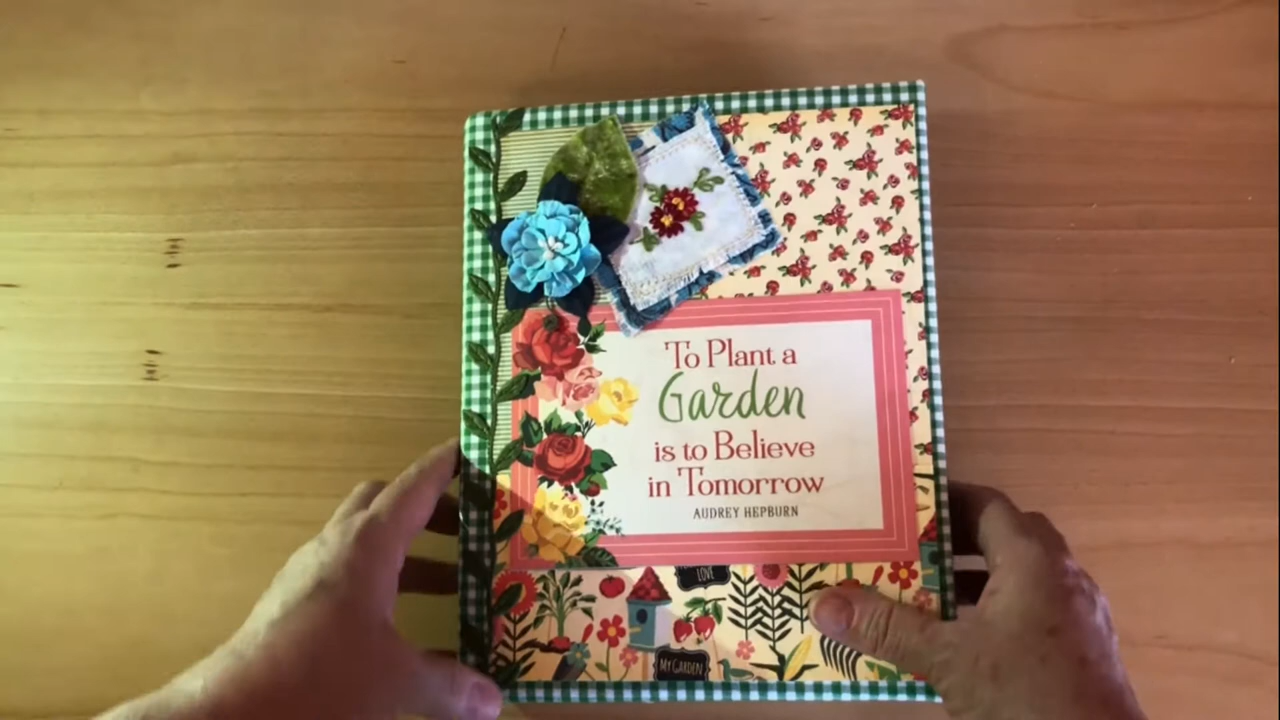 To Plant a
Garden
is to Believe
in Tomorrow
AUDREY HEPBURN
LOVE
MY GARDEN